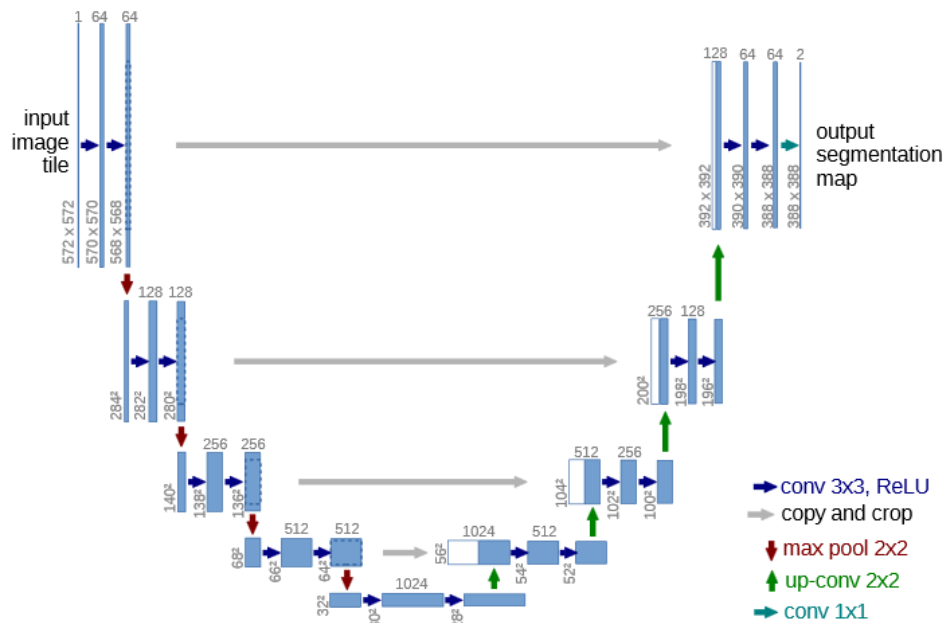 1 64 64
input
image
tile
572 x 572
570 x 570
568 x 568
128 64 64 2
output
segmentation
map
392 x 392
390 x 390
388 x 388
388 x 388
128 128
284²
282²
280²
256 128
200²
198²
196²
256 256
140²
138²
136²
512 256
104²
102²
100²
512 512
68²
66²
64²
1024 512
56²
54²
52²
1024
32²
conv 3x3, ReLU
copy and crop
max pool 2x2
up-conv 2x2
conv 1x1